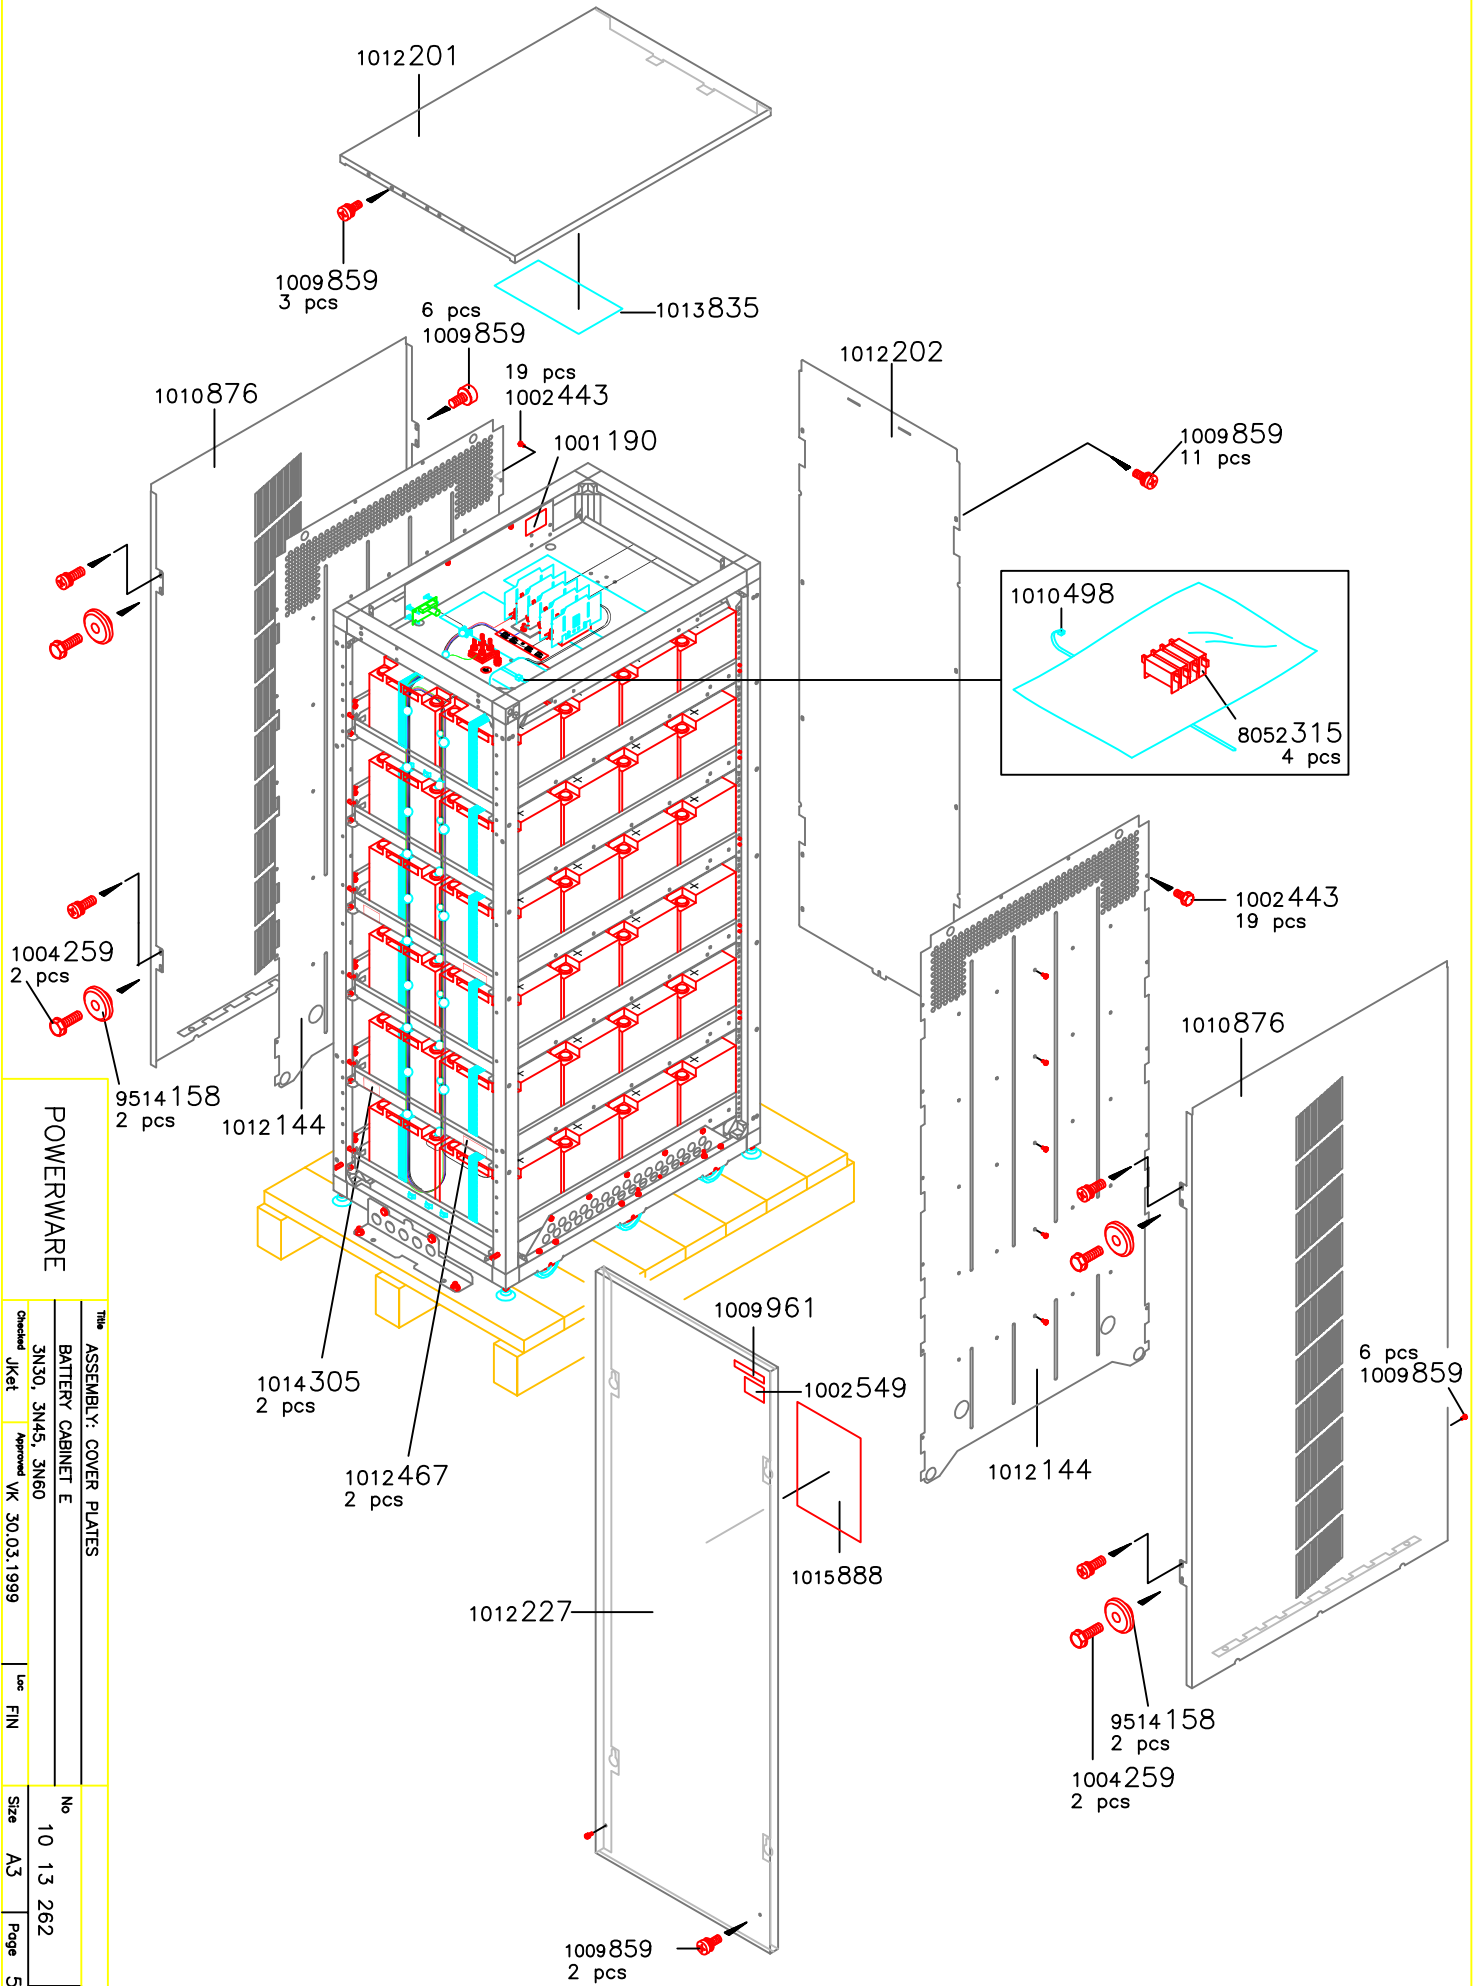 1012201
1009859
3 pcs
1013835
6 pcs
1009859
19 pcs
1002443
1001190
1010876
1012202
1009859
11 pcs
1010498
8052315
4 pcs
1002443
19 pcs
1004259
2 pcs
9514158
2 pcs
1012144
1010876
1014305
2 pcs
1012467
2 pcs
1009961
1002549
1015888
1012227
1012144
6 pcs
1009859
9514158
2 pcs
1004259
2 pcs
1009859
2 pcs
POWERWARE
Title
ASSEMBLY: COVER PLATES
BATTERY CABINET E
3N30, 3N45, 3N60
Checked JKet
Approved VK 30.03.1999
Loc FIN
No
10 13 262
Size A3
Page 5